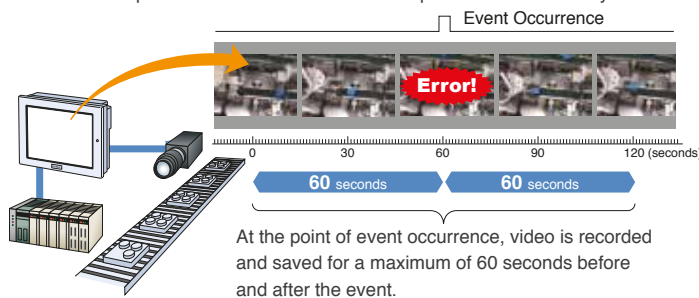 Event Occurrence
Error!
0 30 60 90 120 (seconds)
60 seconds 60 seconds
At the point of event occurrence, video is recorded
and saved for a maximum of 60 seconds before
and after the event.